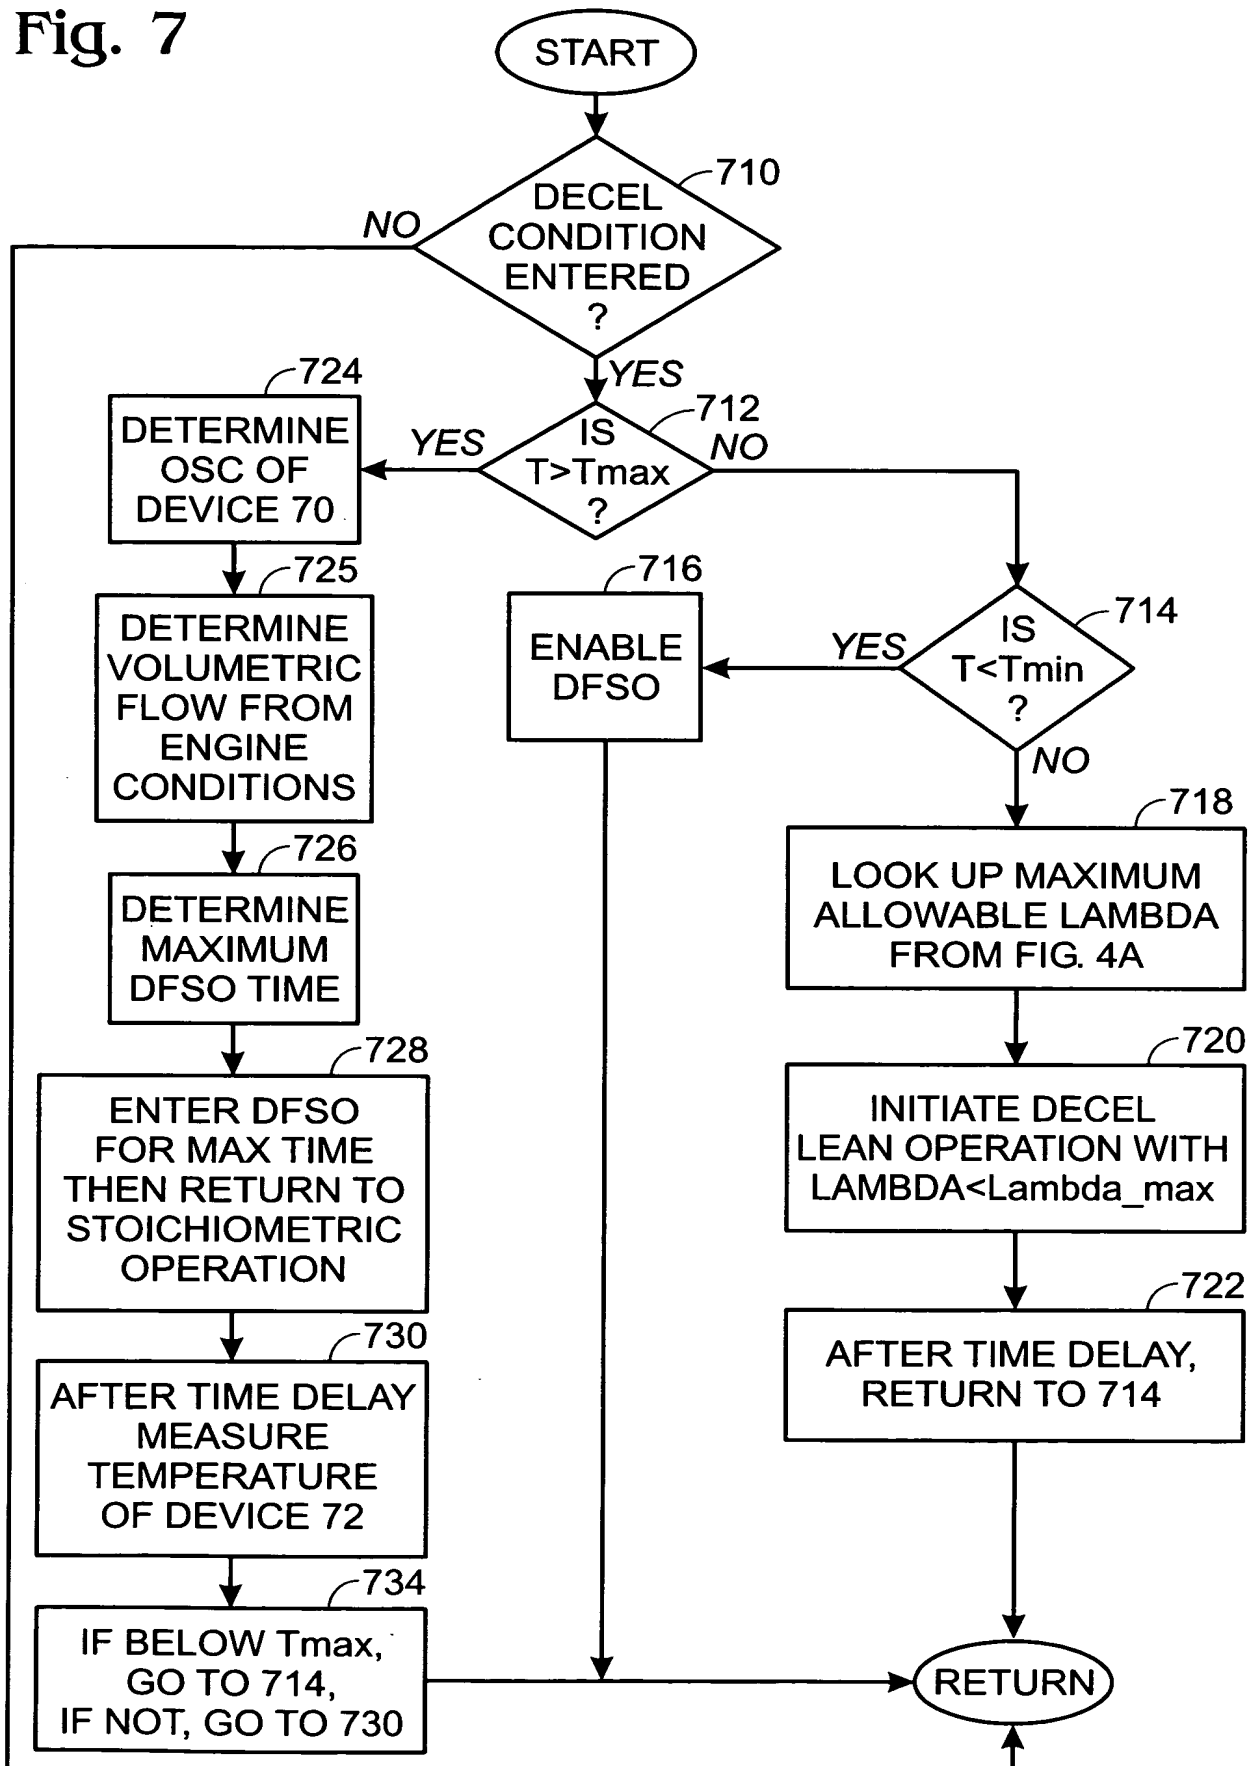 Fig. 7
START
710
DECEL
CONDITION
ENTERED
?
NO
YES
712
IS
T>Tmax
?
YES
NO
724
DETERMINE
OSC OF
DEVICE 70
725
DETERMINE
VOLUMETRIC
FLOW FROM
ENGINE
CONDITIONS
726
DETERMINE
MAXIMUM
DFSO TIME
728
ENTER DFSO
FOR MAX TIME
THEN RETURN TO
STOICHIOMETRIC
OPERATION
730
AFTER TIME DELAY
MEASURE
TEMPERATURE
OF DEVICE 72
734
IF BELOW Tmax,
GO TO 714,
IF NOT, GO TO 730
716
ENABLE
DFSO
714
IS
T<Tmin
?
YES
NO
718
LOOK UP MAXIMUM
ALLOWABLE LAMBDA
FROM FIG. 4A
720
INITIATE DECEL
LEAN OPERATION WITH
LAMBDA<Lambda_max
722
AFTER TIME DELAY,
RETURN TO 714
RETURN